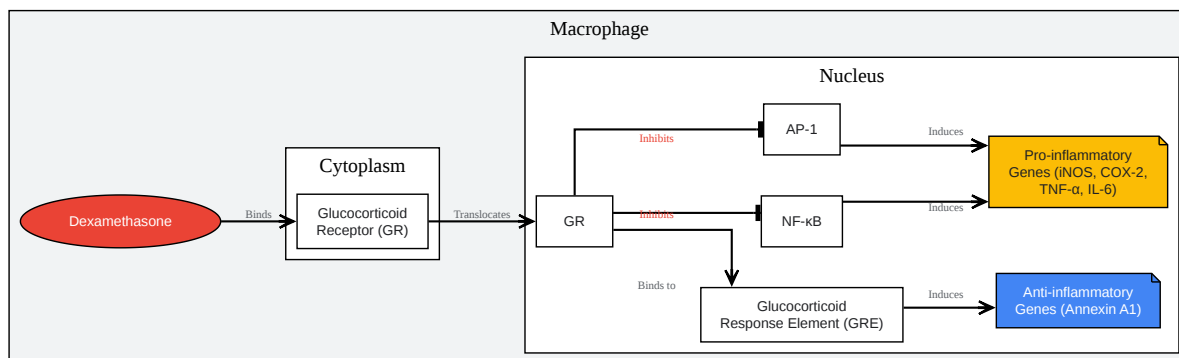 Macrophage
Nucleus
Cytoplasm
Dexamethasone
Binds
Glucocorticoid
Receptor (GR)
Translocates
GR
Inhibits
AP-1
Induces
Pro-inflammatory
Genes (iNOS, COX-2,
TNF-α, IL-6)
Inhibits
NF-κB
Induces
Binds to
Glucocorticoid
Response Element (GRE)
Induces
Anti-inflammatory
Genes (Annexin A1)